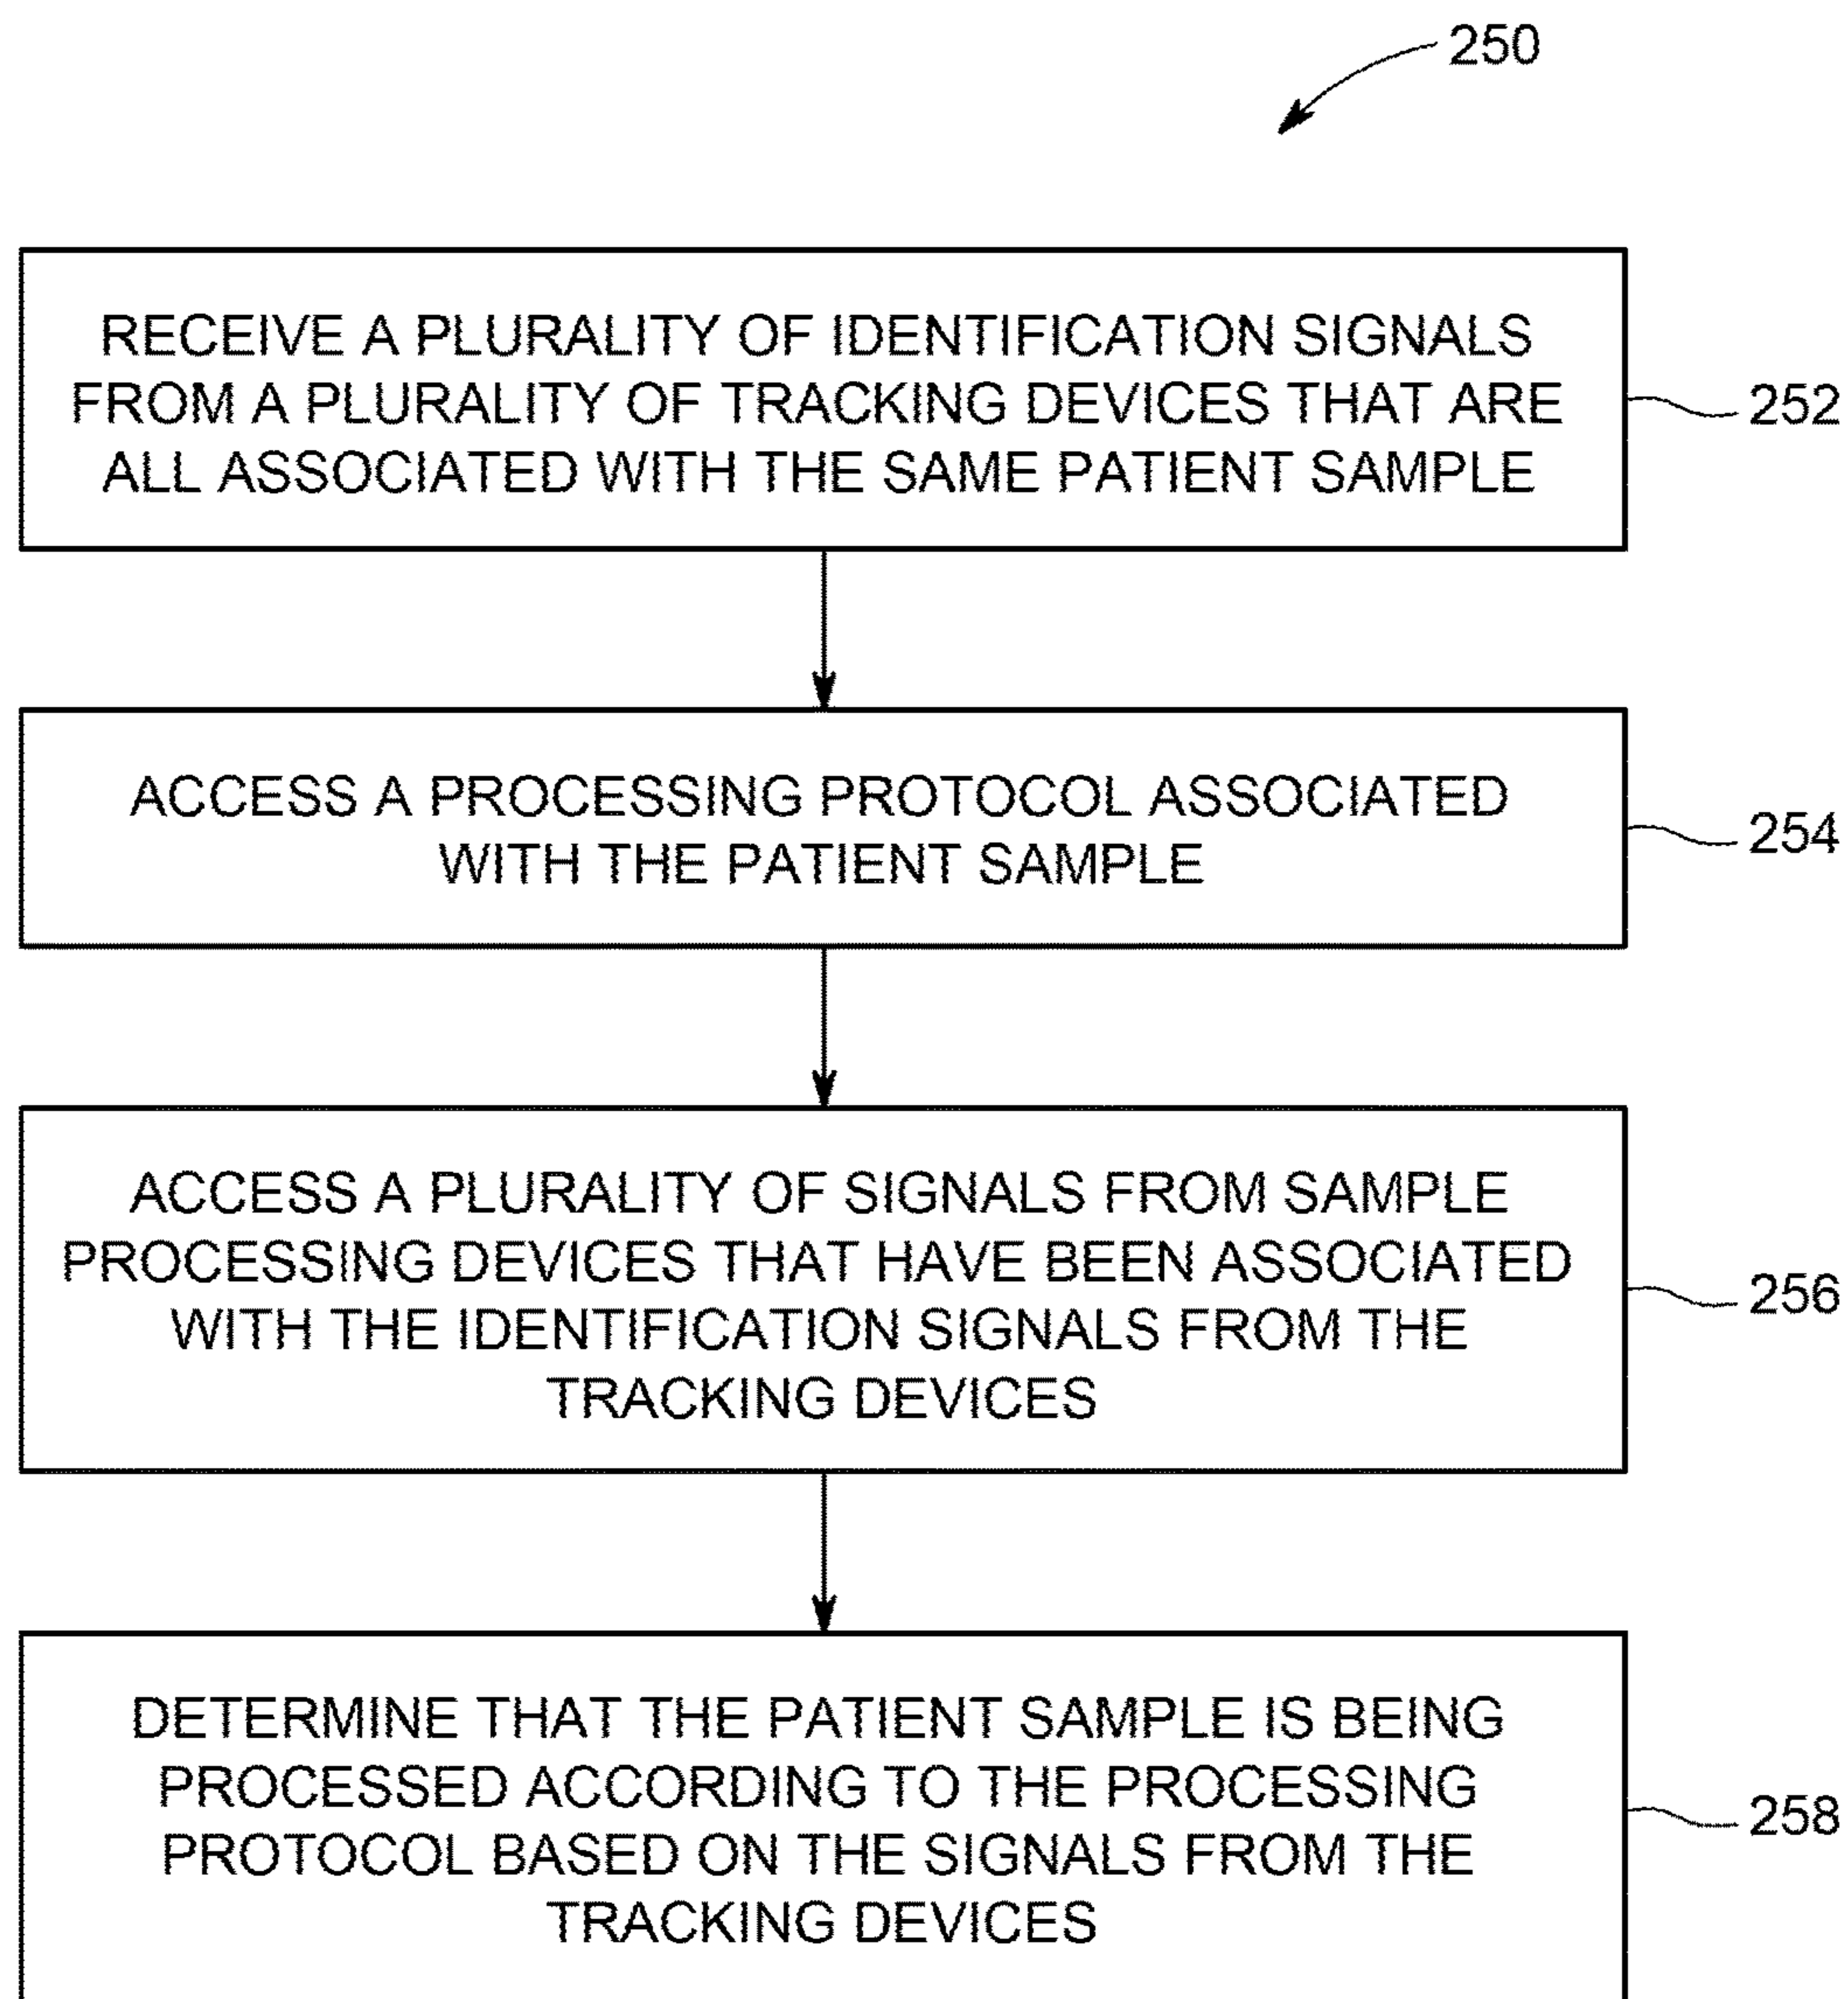 250
RECEIVE A PLURALITY OF IDENTIFICATION SIGNALS
FROM A PLURALITY OF TRACKING DEVICES THAT ARE
ALL ASSOCIATED WITH THE SAME PATIENT SAMPLE
252
ACCESS A PROCESSING PROTOCOL ASSOCIATED
WITH THE PATIENT SAMPLE
254
ACCESS A PLURALITY OF SIGNALS FROM SAMPLE
PROCESSING DEVICES THAT HAVE BEEN ASSOCIATED
WITH THE IDENTIFICATION SIGNALS FROM THE
TRACKING DEVICES
256
DETERMINE THAT THE PATIENT SAMPLE IS BEING
PROCESSED ACCORDING TO THE PROCESSING
PROTOCOL BASED ON THE SIGNALS FROM THE
TRACKING DEVICES
258